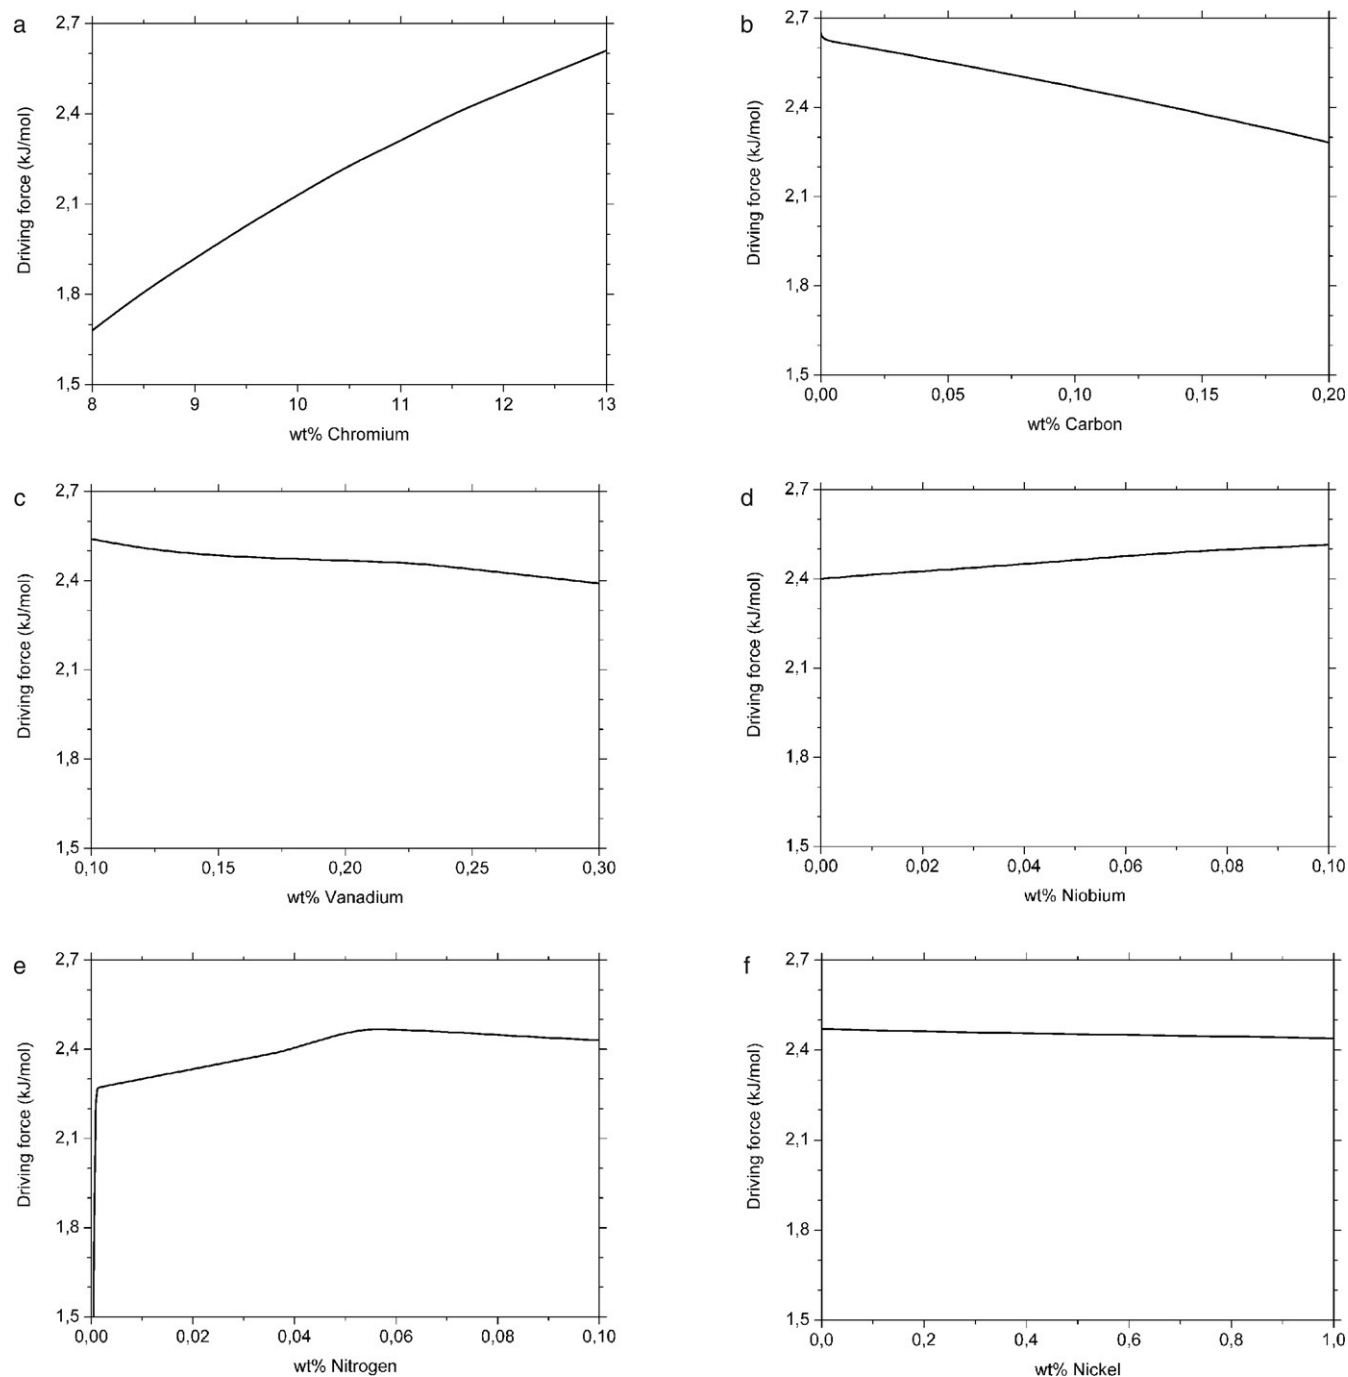 a
2,7
2,4
2,1
1,8
1,5
Driving force (kJ/mol)
8 9 10 11 12 13
wt% Chromium
b
2,7
2,4
2,1
1,8
1,5
Driving force (kJ/mol)
0,00 0,05 0,10 0,15 0,20
wt% Carbon
c
2,7
2,4
2,1
1,8
1,5
Driving force (kJ/mol)
0,10 0,15 0,20 0,25 0,30
wt% Vanadium
d
2,7
2,4
2,1
1,8
1,5
Driving force (kJ/mol)
0,00 0,02 0,04 0,06 0,08 0,10
wt% Niobium
e
2,7
2,4
2,1
1,8
1,5
Driving force (kJ/mol)
0,00 0,02 0,04 0,06 0,08 0,10
wt% Nitrogen
f
2,7
2,4
2,1
1,8
1,5
Driving force (kJ/mol)
0,0 0,2 0,4 0,6 0,8 1,0
wt% Nickel